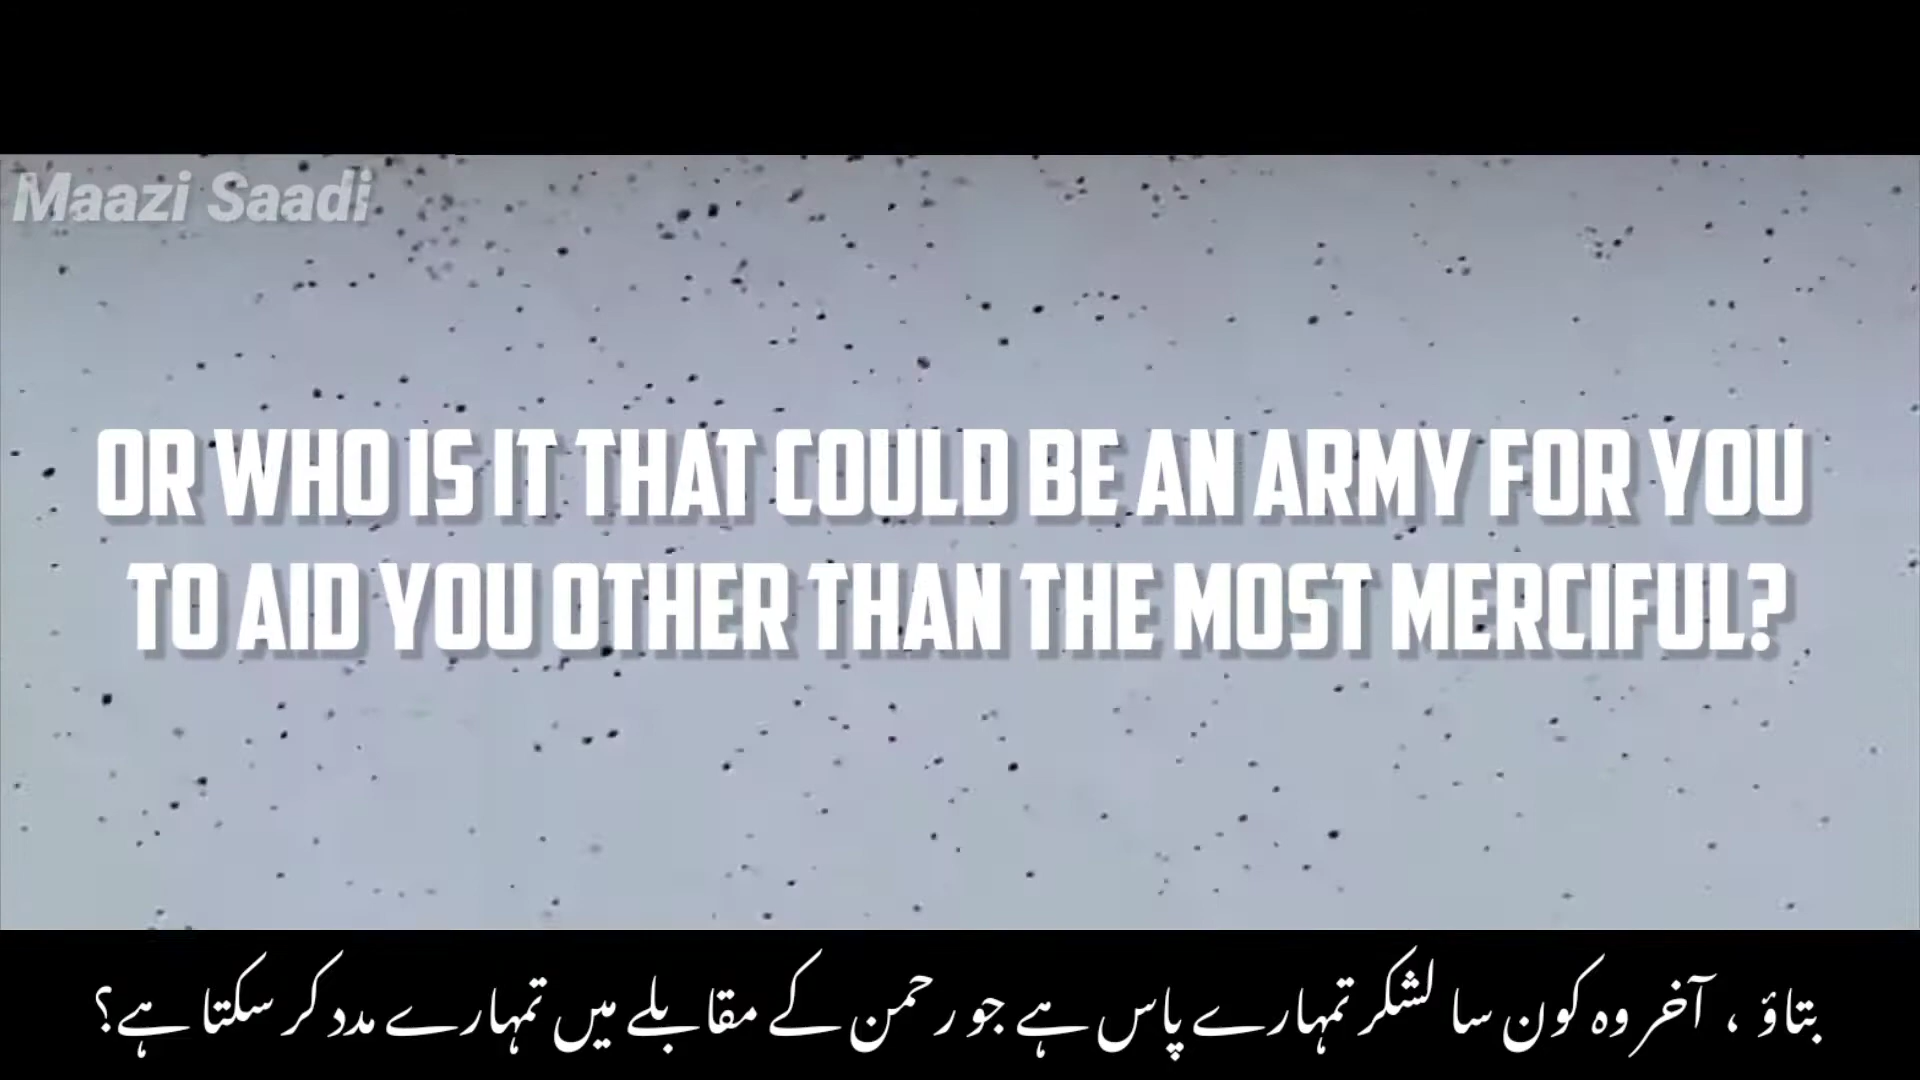 Maazi Saadi
OR WHO IS IT THAT COULD BE AN ARMY FOR YOU
TO AID YOU OTHER THAN THE MOST MERCIFUL?
بتاؤ ، آخر وہ کون سا لشکر تمہارے پاس ہے جو رحمن کے مقابلے میں تمہارے مدد کر سکتا ہے؟